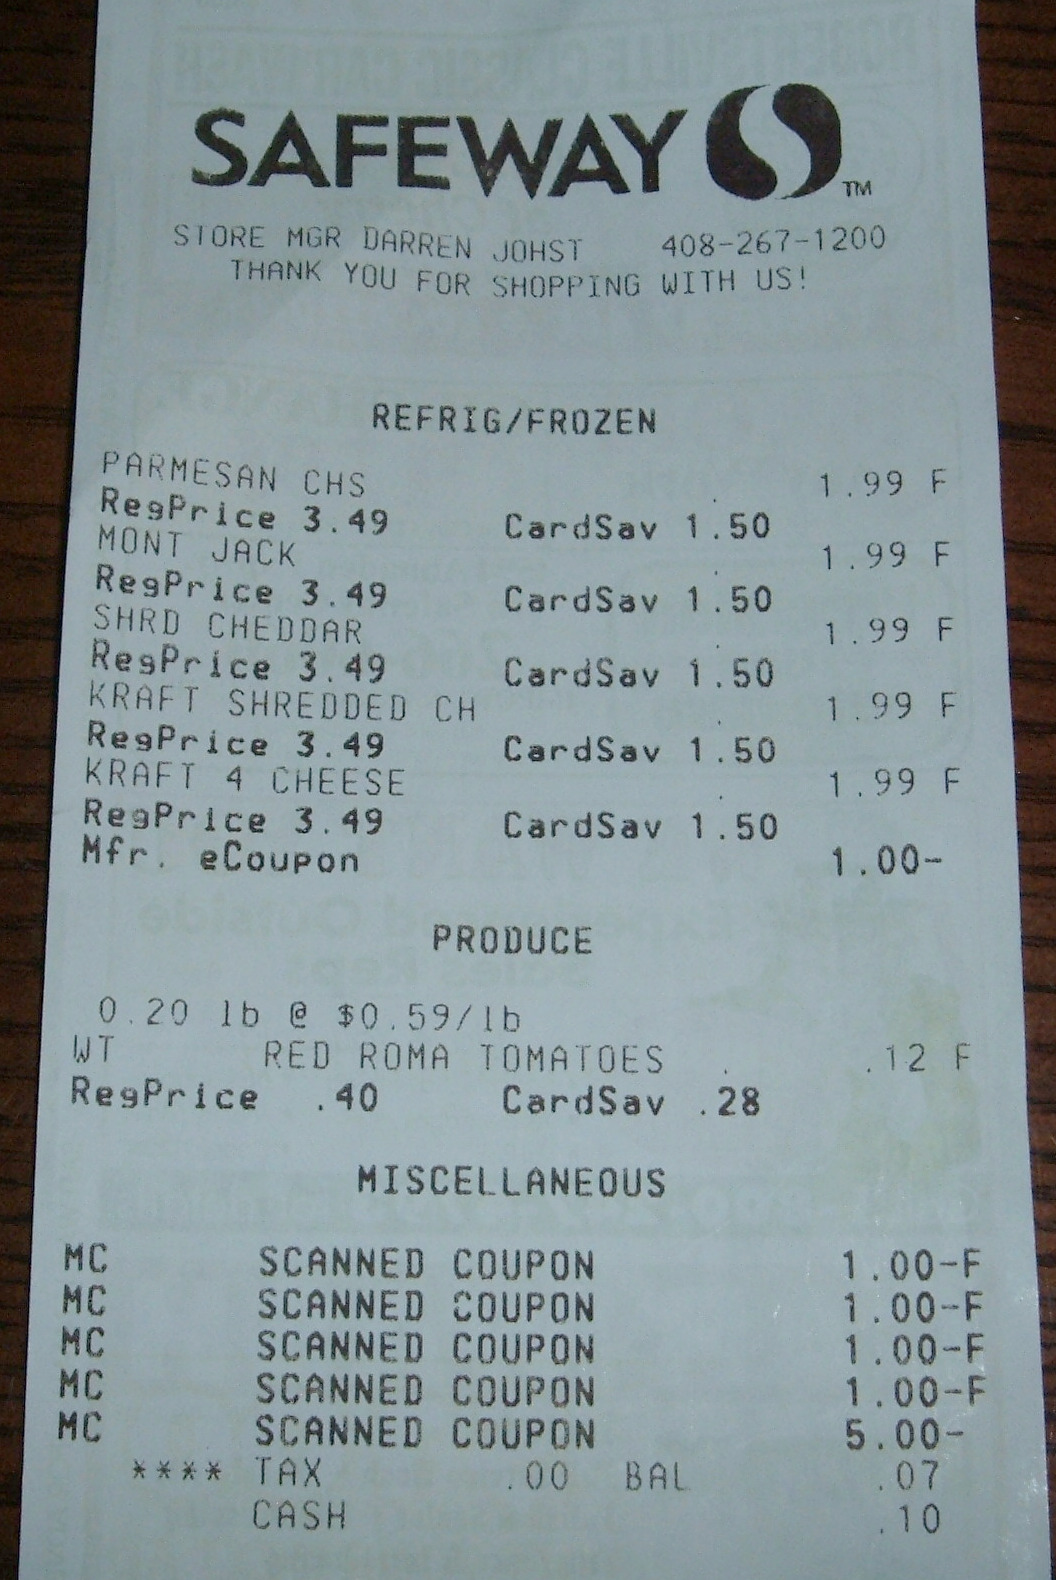 SAFEWAY TM
STORE MGR DARREN JOHST 408-267-1200
THANK YOU FOR SHOPPING WITH US!
REFRIG/FROZEN
PARMESAN CHS 1.99 F
RegPrice 3.49 CardSav 1.50
MONT JACK 1.99 F
RegPrice 3.49 CardSav 1.50
SHRD CHEDDAR 1.99 F
RegPrice 3.49 CardSav 1.50
KRAFT SHREDDED CH 1.99 F
RegPrice 3.49 CardSav 1.50
KRAFT 4 CHEESE 1.99 F
RegPrice 3.49 CardSav 1.50
Mfr. eCoupon 1.00-
PRODUCE
0.20 lb @ $0.59/lb
WT RED ROMA TOMATOES .12 F
RegPrice .40 CardSav .28
MISCELLANEOUS
MC SCANNED COUPON 1.00-F
MC SCANNED COUPON 1.00-F
MC SCANNED COUPON 1.00-F
MC SCANNED COUPON 1.00-F
MC SCANNED COUPON 5.00-
**** TAX .00 BAL .07
CASH .10